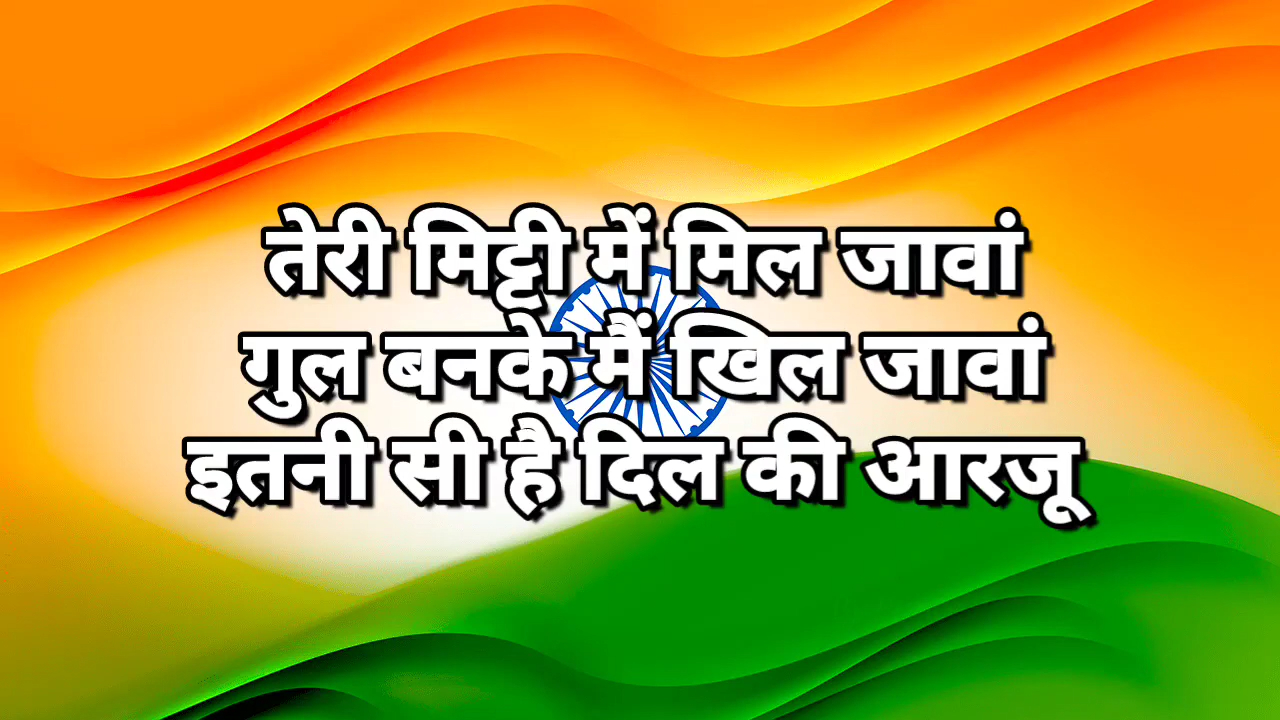 तेरी मिट्टी में मिल जावां
गुल बनके मैं खिल जावां
इतनी सी है दिल की आरजू